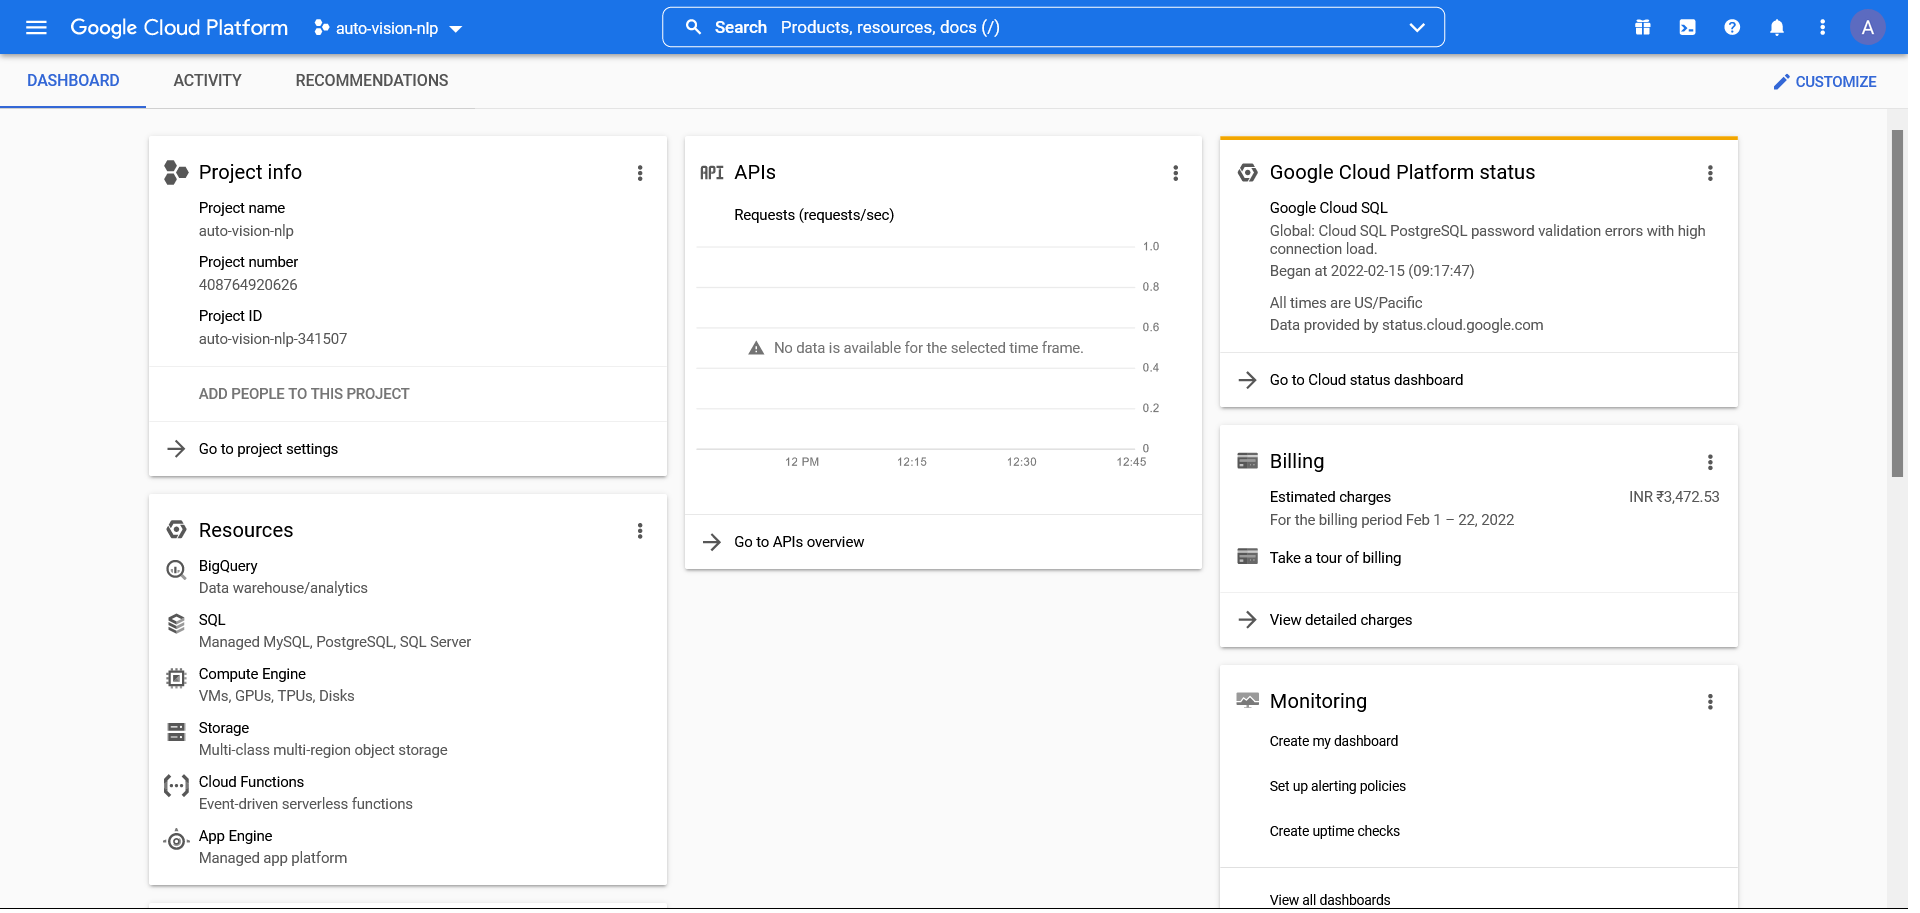 Google Cloud Platform
auto-vision-nlp
Search Products, resources, docs (/)
A
DASHBOARD
ACTIVITY
RECOMMENDATIONS
CUSTOMIZE
Project info
Project name
auto-vision-nlp
Project number
408764920626
Project ID
auto-vision-nlp-341507
ADD PEOPLE TO THIS PROJECT
Go to project settings
Resources
BigQuery
Data warehouse/analytics
SQL
Managed MySQL, PostgreSQL, SQL Server
Compute Engine
VMs, GPUs, TPUs, Disks
Storage
Multi-class multi-region object storage
Cloud Functions
Event-driven serverless functions
App Engine
Managed app platform
API APIs
Requests (requests/sec)
1.0
0.8
0.6
No data is available for the selected time frame.
0.4
0.2
0
12 PM 12:15 12:30 12:45
Go to APIs overview
Google Cloud Platform status
Google Cloud SQL
Global: Cloud SQL PostgreSQL password validation errors with high
connection load.
Began at 2022-02-15 (09:17:47)
All times are US/Pacific
Data provided by status.cloud.google.com
Go to Cloud status dashboard
Billing
Estimated charges INR ₹3,472.53
For the billing period Feb 1 – 22, 2022
Take a tour of billing
View detailed charges
Monitoring
Create my dashboard
Set up alerting policies
Create uptime checks
View all dashboards